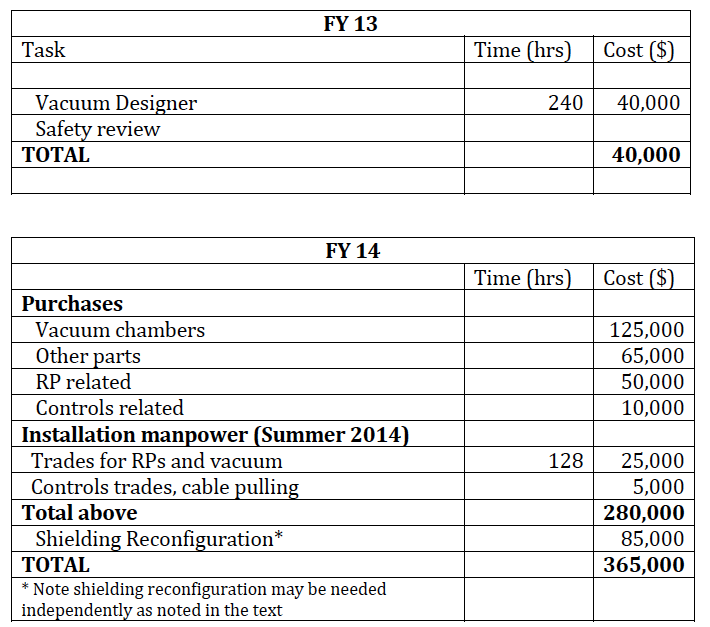 FY 13
Task Time (hrs) Cost ($)
Vacuum Designer 240 40,000
Safety review
TOTAL 40,000
FY 14
Time (hrs) Cost ($)
Purchases
Vacuum chambers 125,000
Other parts 65,000
RP related 50,000
Controls related 10,000
Installation manpower (Summer 2014)
Trades for RPs and vacuum 128 25,000
Controls trades, cable pulling 5,000
Total above 280,000
Shielding Reconfiguration* 85,000
TOTAL 365,000
* Note shielding reconfiguration may be needed
independently as noted in the text